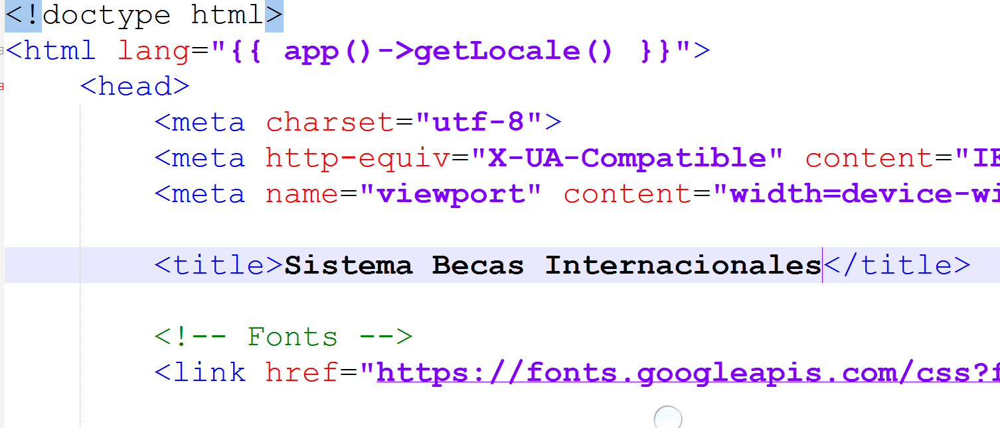 <!doctype html>
<html lang="{{ app()->getLocale() }}">
<head>
<meta charset="utf-8">
<meta http-equiv="X-UA-Compatible" content="IE
<meta name="viewport" content="width=device-wi
<title>Sistema Becas Internacionales</title>
<!-- Fonts -->
<link href="https://fonts.googleapis.com/css?f